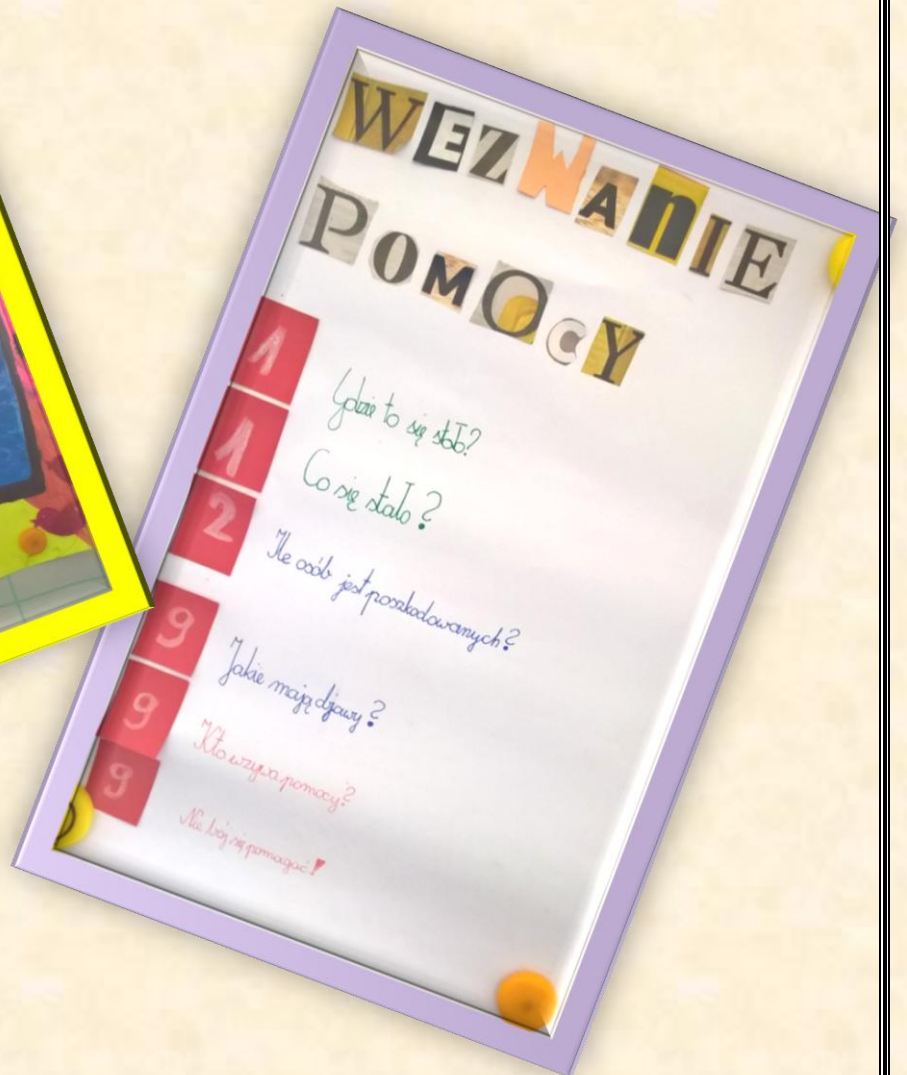 WEZWANIE
POMOCY
1
1
2
9
9
9
Gdzie to się stało?
Co się stało?
Ile osób jest poszkodowanych?
Jakie mają objawy?
Kto wzywa pomocy?
Nie bój się pomagać!